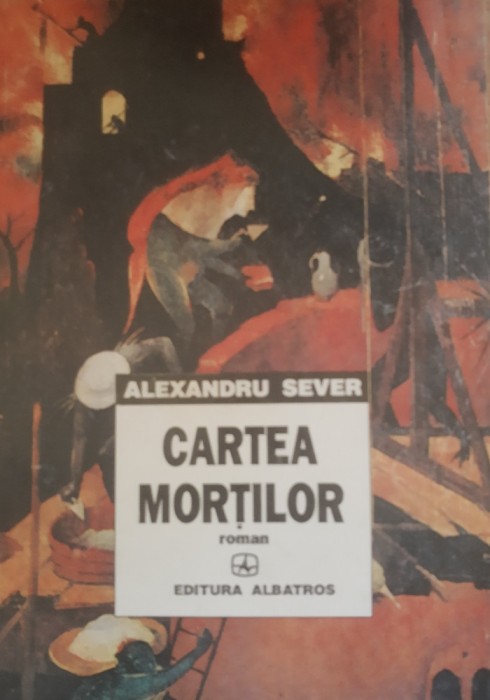 ALEXANDRU SEVER
CARTEA
MORȚILOR
roman
EDITURA ALBATROS